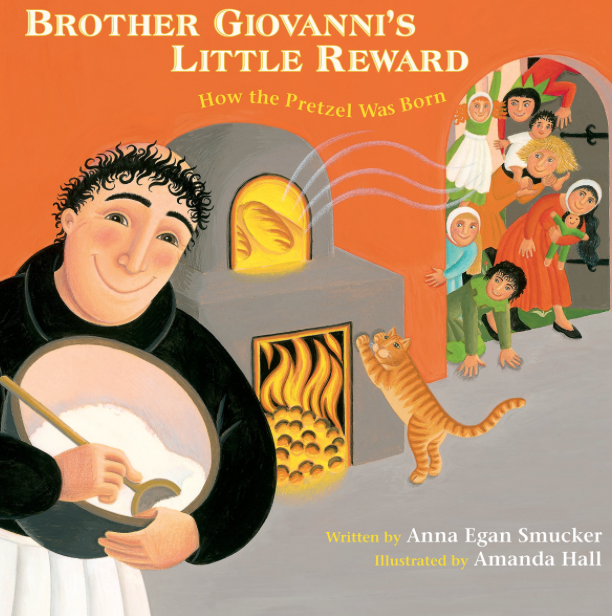 BROTHER GIOVANNI'S
LITTLE REWARD
How the Pretzel Was Born
Written by Anna Egan Smucker
Illustrated by Amanda Hall